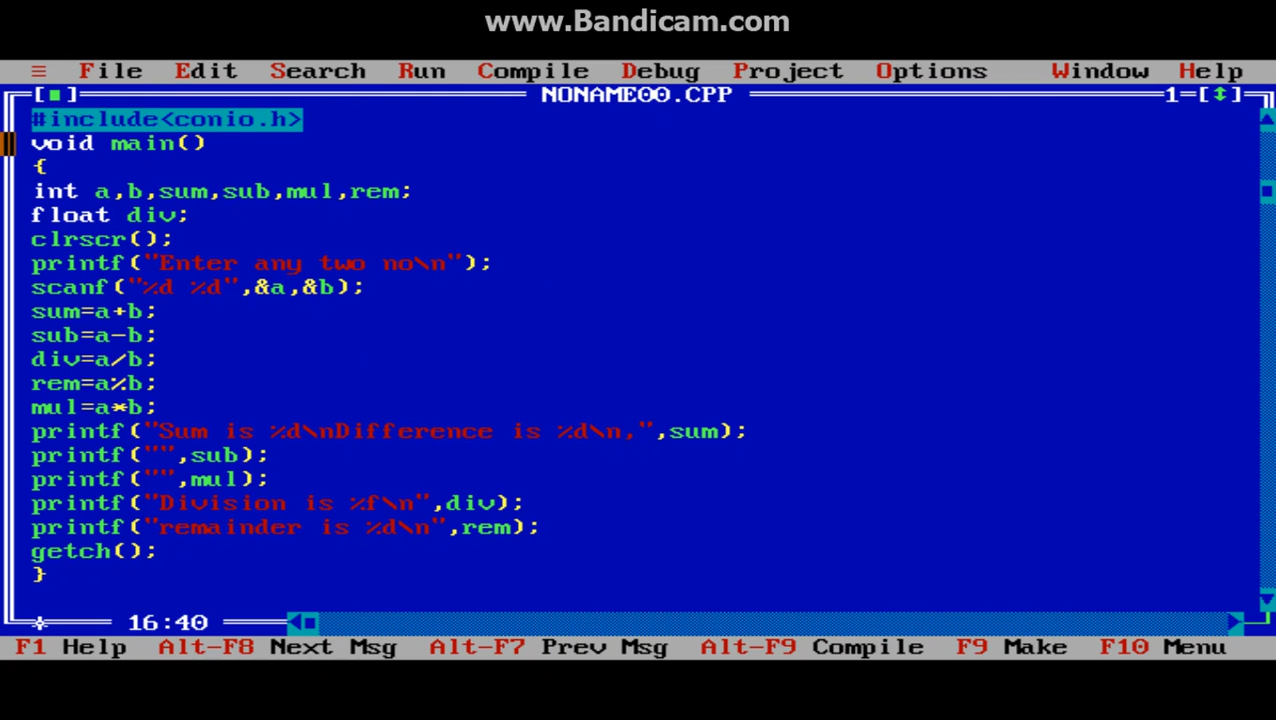 www.Bandicam.com
≡ File Edit Search Run Compile Debug Project Options Window Help
[■] NONAME00.CPP 1=[↕]
#include<conio.h>
void main()
{
int a,b,sum,sub,mul,rem;
float div;
clrscr();
printf("Enter any two no\n");
scanf("%d %d",&a,&b);
sum=a+b;
sub=a-b;
div=a/b;
rem=a%b;
mul=a*b;
printf("Sum is %d\nDifference is %d\n,",sum);
printf("",sub);
printf("",mul);
printf("Division is %f\n",div);
printf("remainder is %d\n",rem);
getch();
}
16:40
F1 Help Alt-F8 Next Msg Alt-F7 Prev Msg Alt-F9 Compile F9 Make F10 Menu